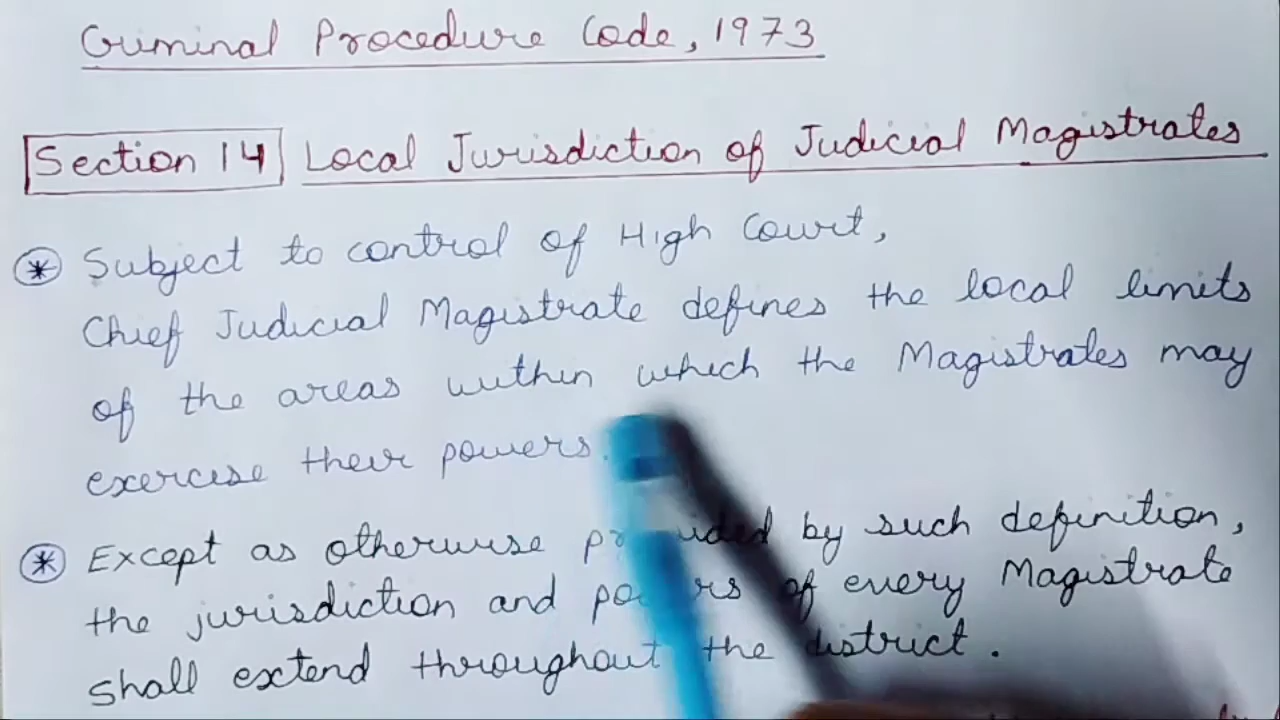 Criminal Procedure Code, 1973
Section 14 Local Jurisdiction of Judicial Magistrates
* Subject to control of High Court,
Chief Judicial Magistrate defines the local limits
of the areas within which the Magistrates may
exercise their powers.
* Except as otherwise by such definition,
the jurisdiction and of every Magistrate
shall extend throughout the district.